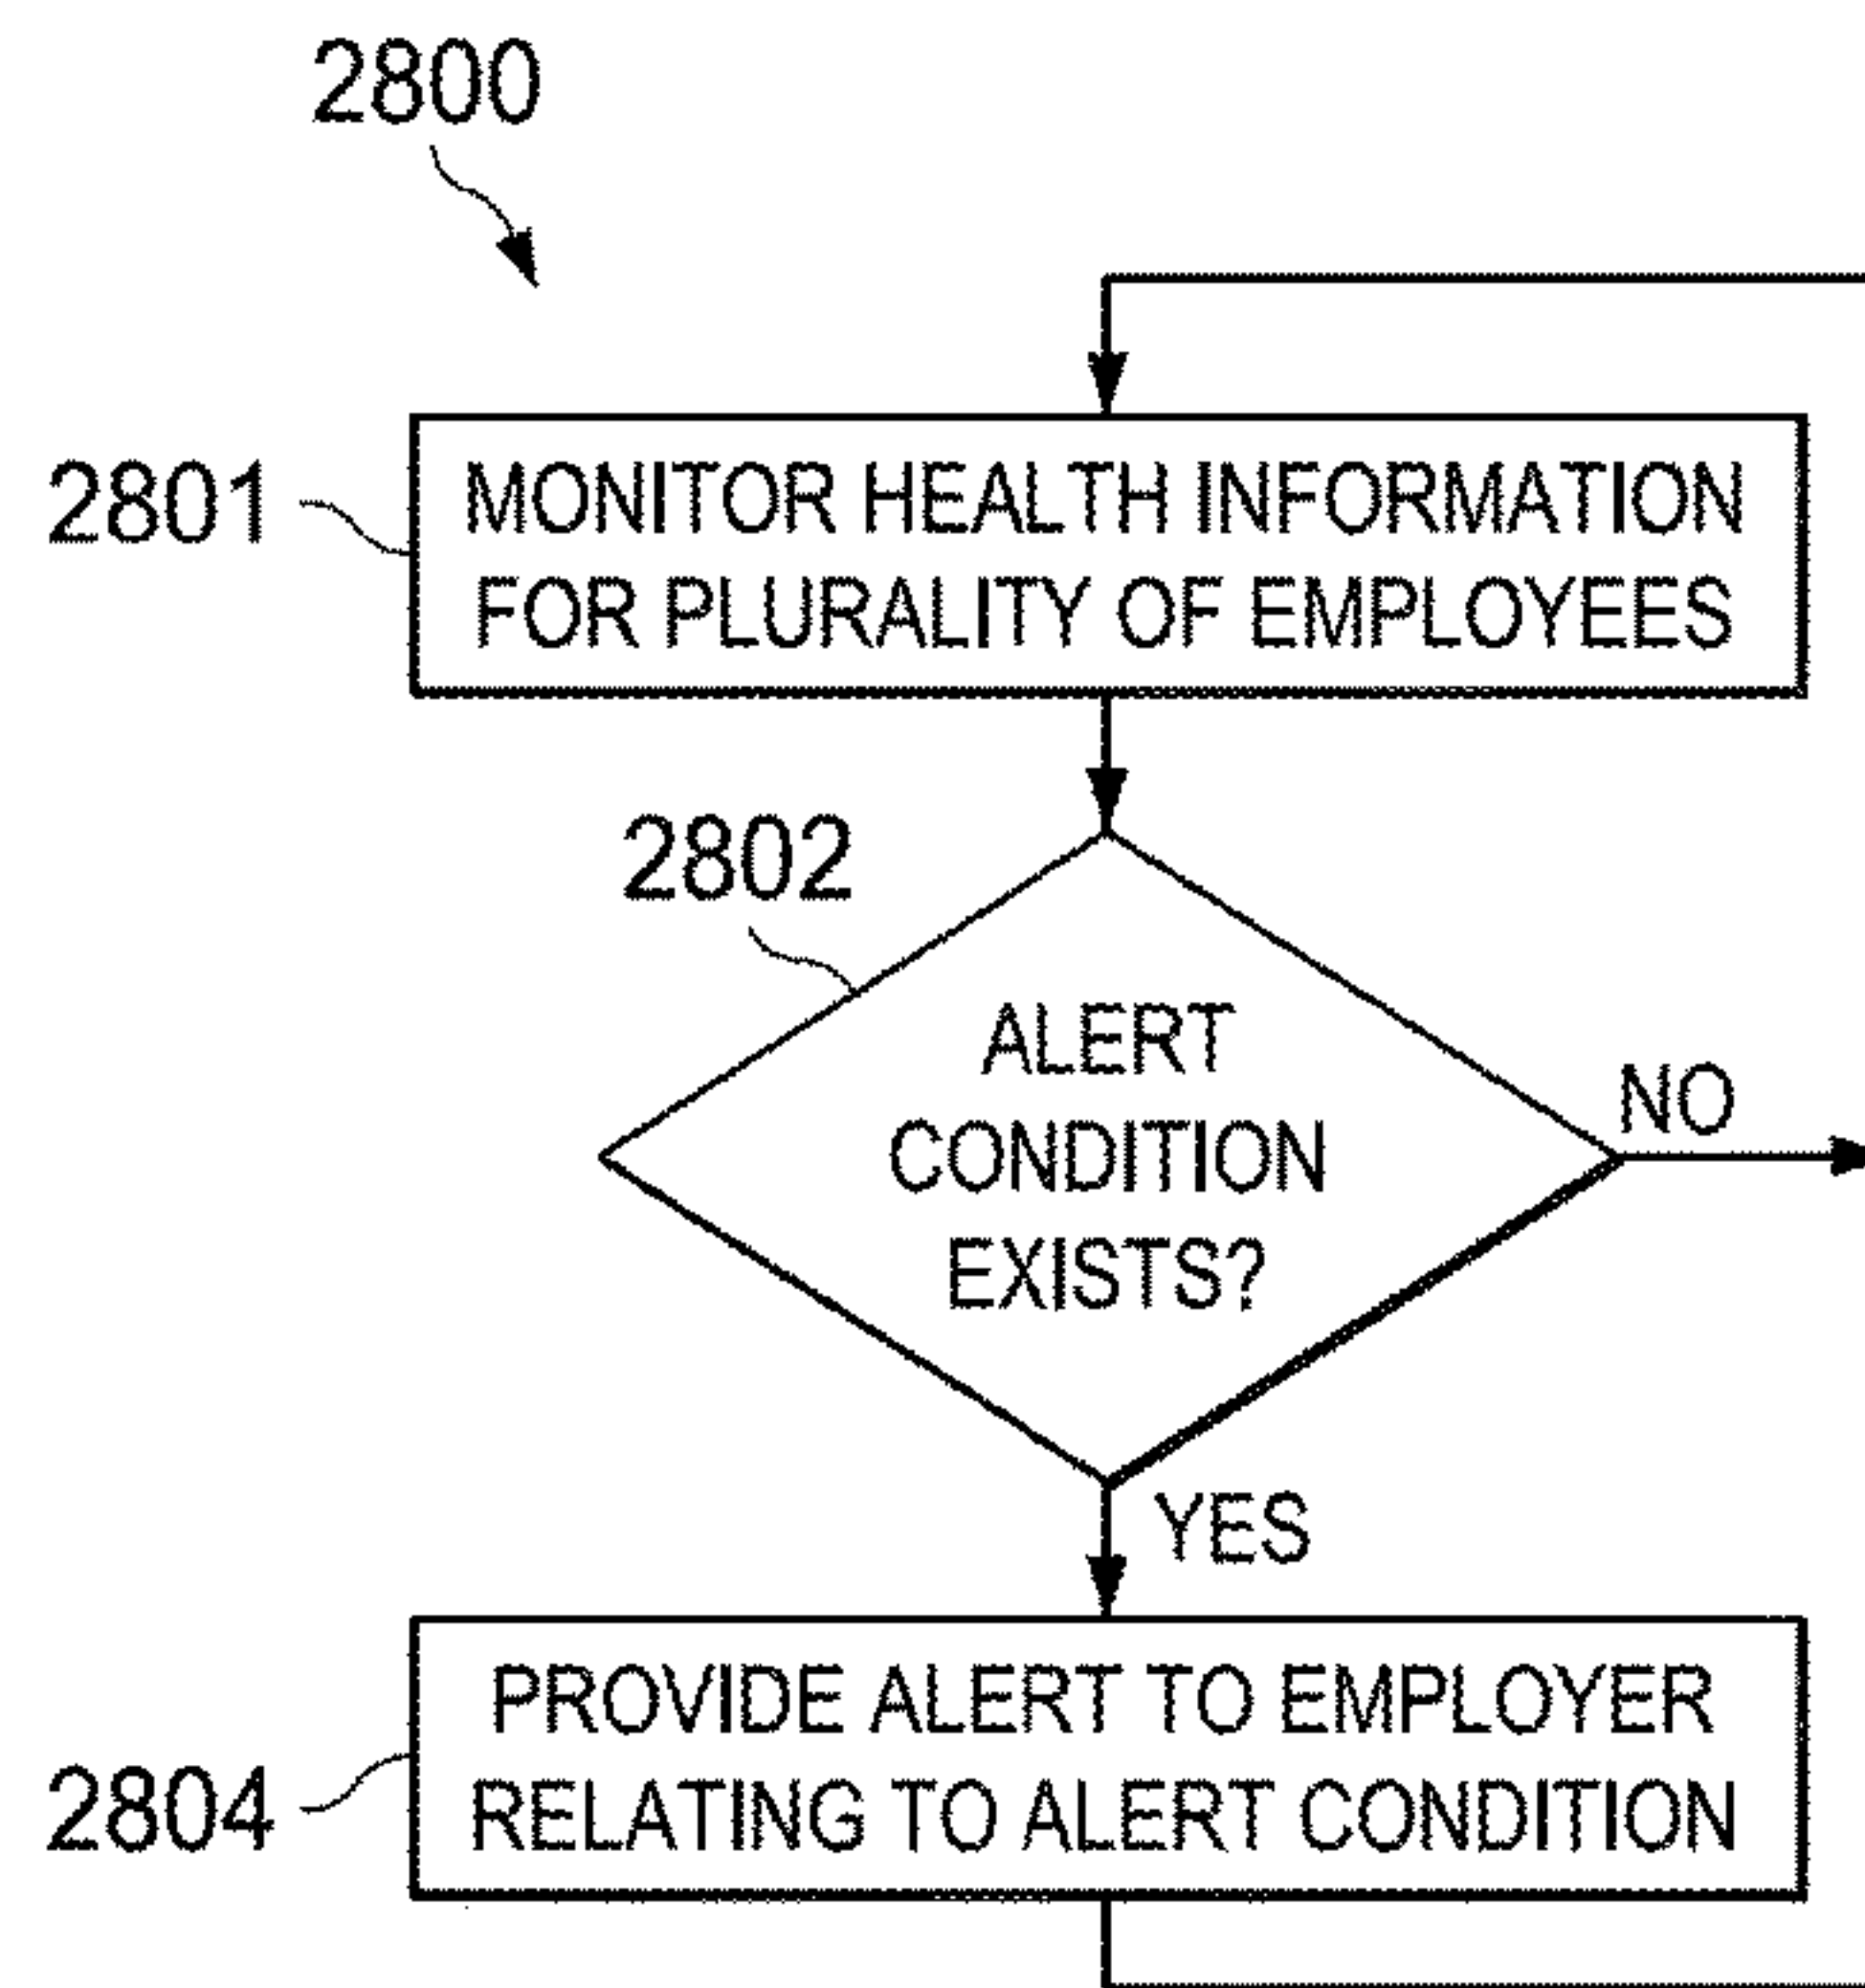 2800
2801
MONITOR HEALTH INFORMATION
FOR PLURALITY OF EMPLOYEES
2802
ALERT
CONDITION
EXISTS?
NO
YES
2804
PROVIDE ALERT TO EMPLOYER
RELATING TO ALERT CONDITION